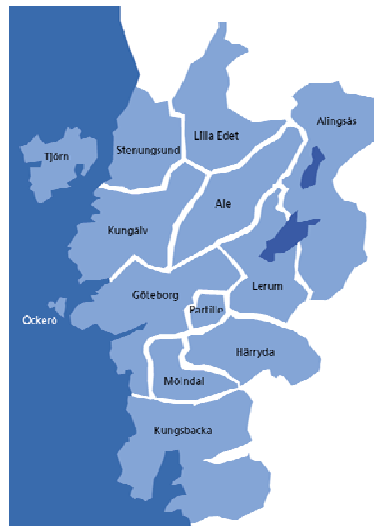 Alingsås
Lilla Edet
Stenungsund
Tjörn
Ale
Kungälv
Lerum
Göteborg
Partille
Öckerö
Härryda
Mölndal
Kungsbacka